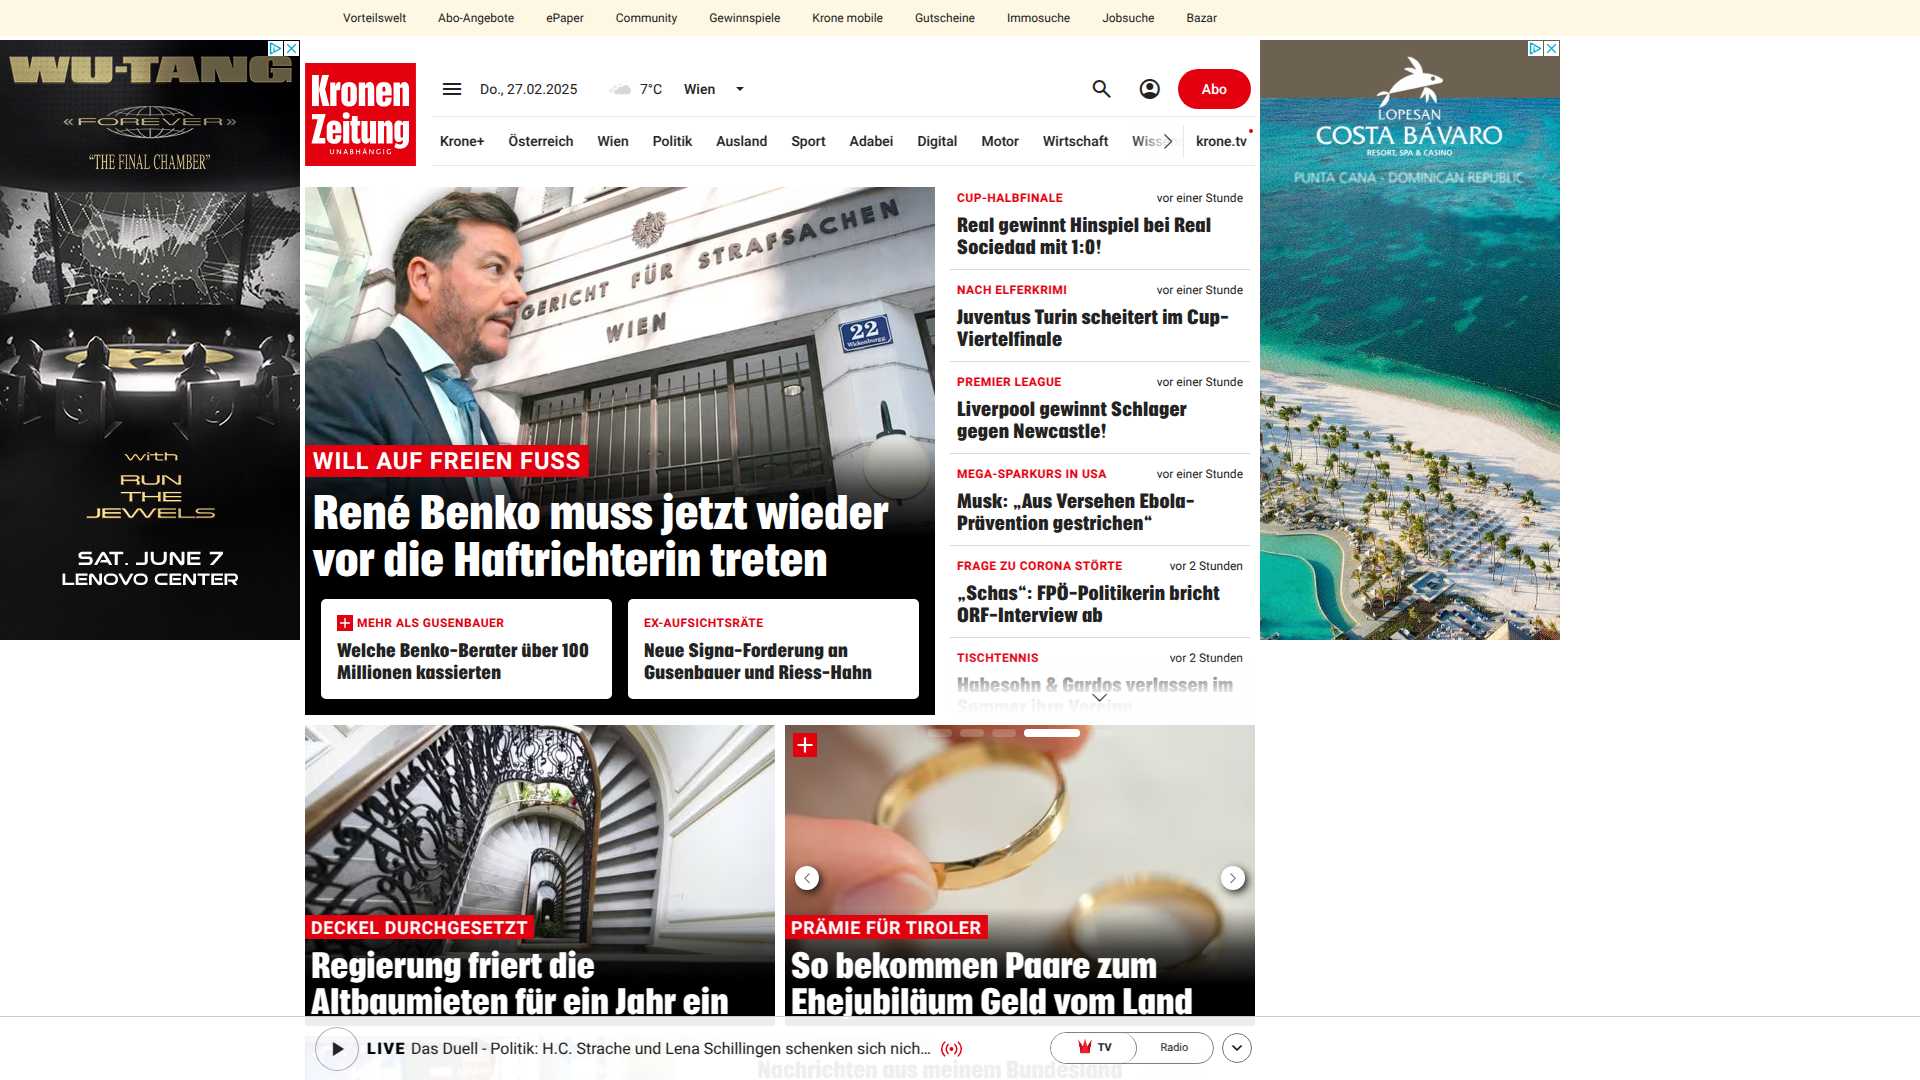 Vorteilswelt
Abo-Angebote
ePaper
Community
Gewinnspiele
Krone mobile
Gutscheine
Immosuche
Jobsuche
Bazar
WU-TANG
«FOREVER»
“THE FINAL CHAMBER”
with
RUN
THE
JEWELS
SAT. JUNE 7
LENOVO CENTER
Kronen
Zeitung
UNABHÄNGIG
Do., 27.02.2025
7°C
Wien
Abo
Krone+
Österreich
Wien
Politik
Ausland
Sport
Adabei
Digital
Motor
Wirtschaft
krone.tv
GERICHT FÜR STRAFSACHEN
WIEN
22
Wickenburgg
WILL AUF FREIEN FUSS
René Benko muss jetzt wieder
vor die Haftrichterin treten
MEHR ALS GUSENBAUER
Welche Benko-Berater über 100
Millionen kassierten
EX-AUFSICHTSRÄTE
Neue Signa-Forderung an
Gusenbauer und Riess-Hahn
CUP-HALBFINALE
vor einer Stunde
Real gewinnt Hinspiel bei Real
Sociedad mit 1:0!
NACH ELFERKRIMI
vor einer Stunde
Juventus Turin scheitert im Cup-
Viertelfinale
PREMIER LEAGUE
vor einer Stunde
Liverpool gewinnt Schlager
gegen Newcastle!
MEGA-SPARKURS IN USA
vor einer Stunde
Musk: „Aus Versehen Ebola-
Prävention gestrichen“
FRAGE ZU CORONA STÖRTE
vor 2 Stunden
„Schas“: FPÖ-Politikerin bricht
ORF-Interview ab
TISCHTENNIS
vor 2 Stunden
Habesohn & Gardos verlassen im
Sommer ihre Vereine
LOPESAN
COSTA BÁVARO
RESORT, SPA & CASINO
PUNTA CANA - DOMINICAN REPUBLIC
DECKEL DURCHGESETZT
Regierung friert die
Altbaumieten für ein Jahr ein
PRÄMIE FÜR TIROLER
So bekommen Paare zum
Ehejubiläum Geld vom Land
LIVE Das Duell - Politik: H.C. Strache und Lena Schillingen schenken sich nich...
TV
Radio
Nachrichten aus meinem Bundesland